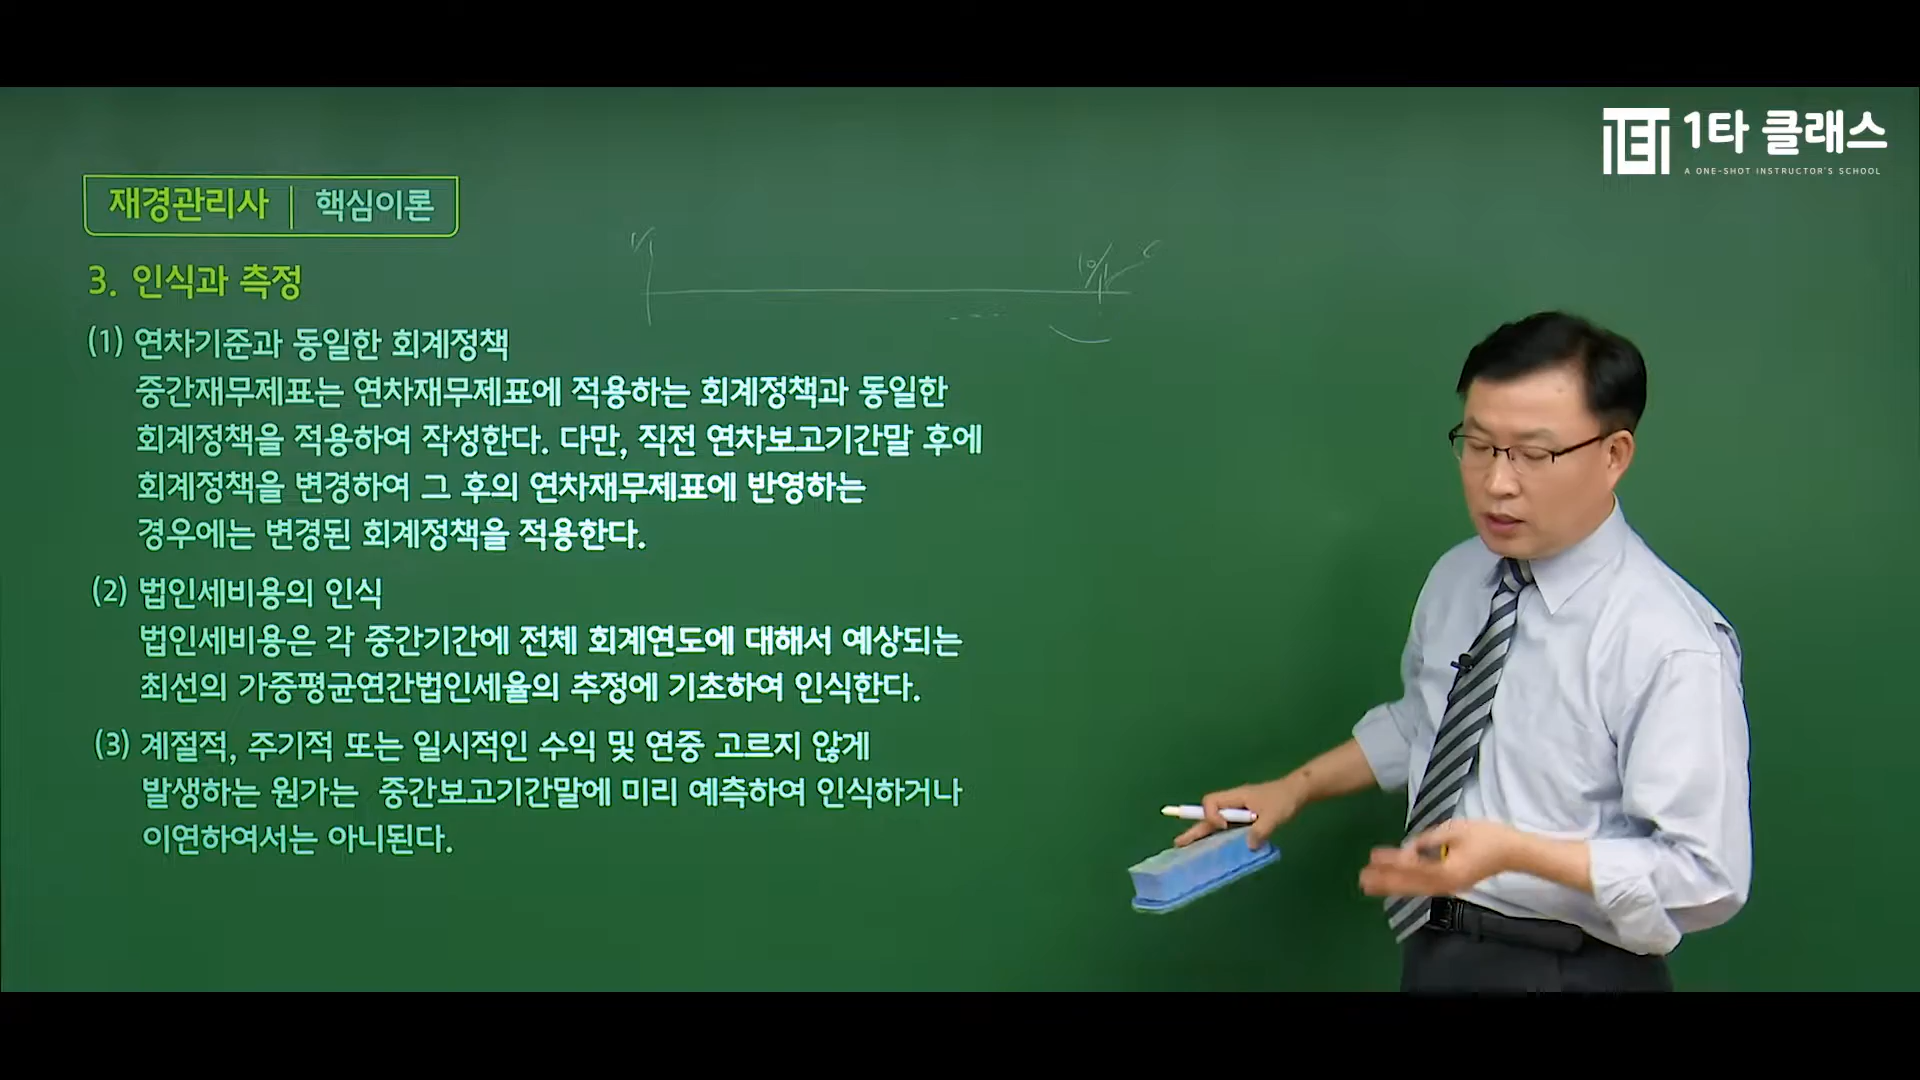 1타 클래스
A ONE-SHOT INSTRUCTOR'S SCHOOL
재경관리사 | 핵심이론
1/1
10/1
3. 인식과 측정
(1) 연차기준과 동일한 회계정책
중간재무제표는 연차재무제표에 적용하는 회계정책과 동일한
회계정책을 적용하여 작성한다. 다만, 직전 연차보고기간말 후에
회계정책을 변경하여 그 후의 연차재무제표에 반영하는
경우에는 변경된 회계정책을 적용한다.
(2) 법인세비용의 인식
법인세비용은 각 중간기간에 전체 회계연도에 대해서 예상되는
최선의 가중평균연간법인세율의 추정에 기초하여 인식한다.
(3) 계절적, 주기적 또는 일시적인 수익 및 연중 고르지 않게
발생하는 원가는 중간보고기간말에 미리 예측하여 인식하거나
이연하여서는 아니된다.